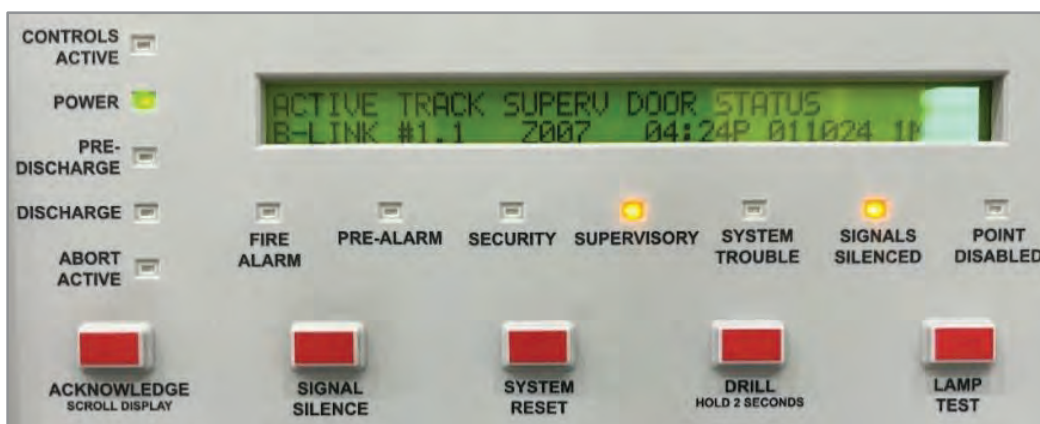 CONTROLS
ACTIVE
POWER
PRE-
DISCHARGE
DISCHARGE
ABORT
ACTIVE
ACTIVE TRACK SUPERV DOOR STATUS
B-LINK #1.1 Z007 04:24P 011024 1M
FIRE
ALARM
PRE-ALARM
SECURITY
SUPERVISORY
SYSTEM
TROUBLE
SIGNALS
SILENCED
POINT
DISABLED
ACKNOWLEDGE
SCROLL DISPLAY
SIGNAL
SILENCE
SYSTEM
RESET
DRILL
HOLD 2 SECONDS
LAMP
TEST